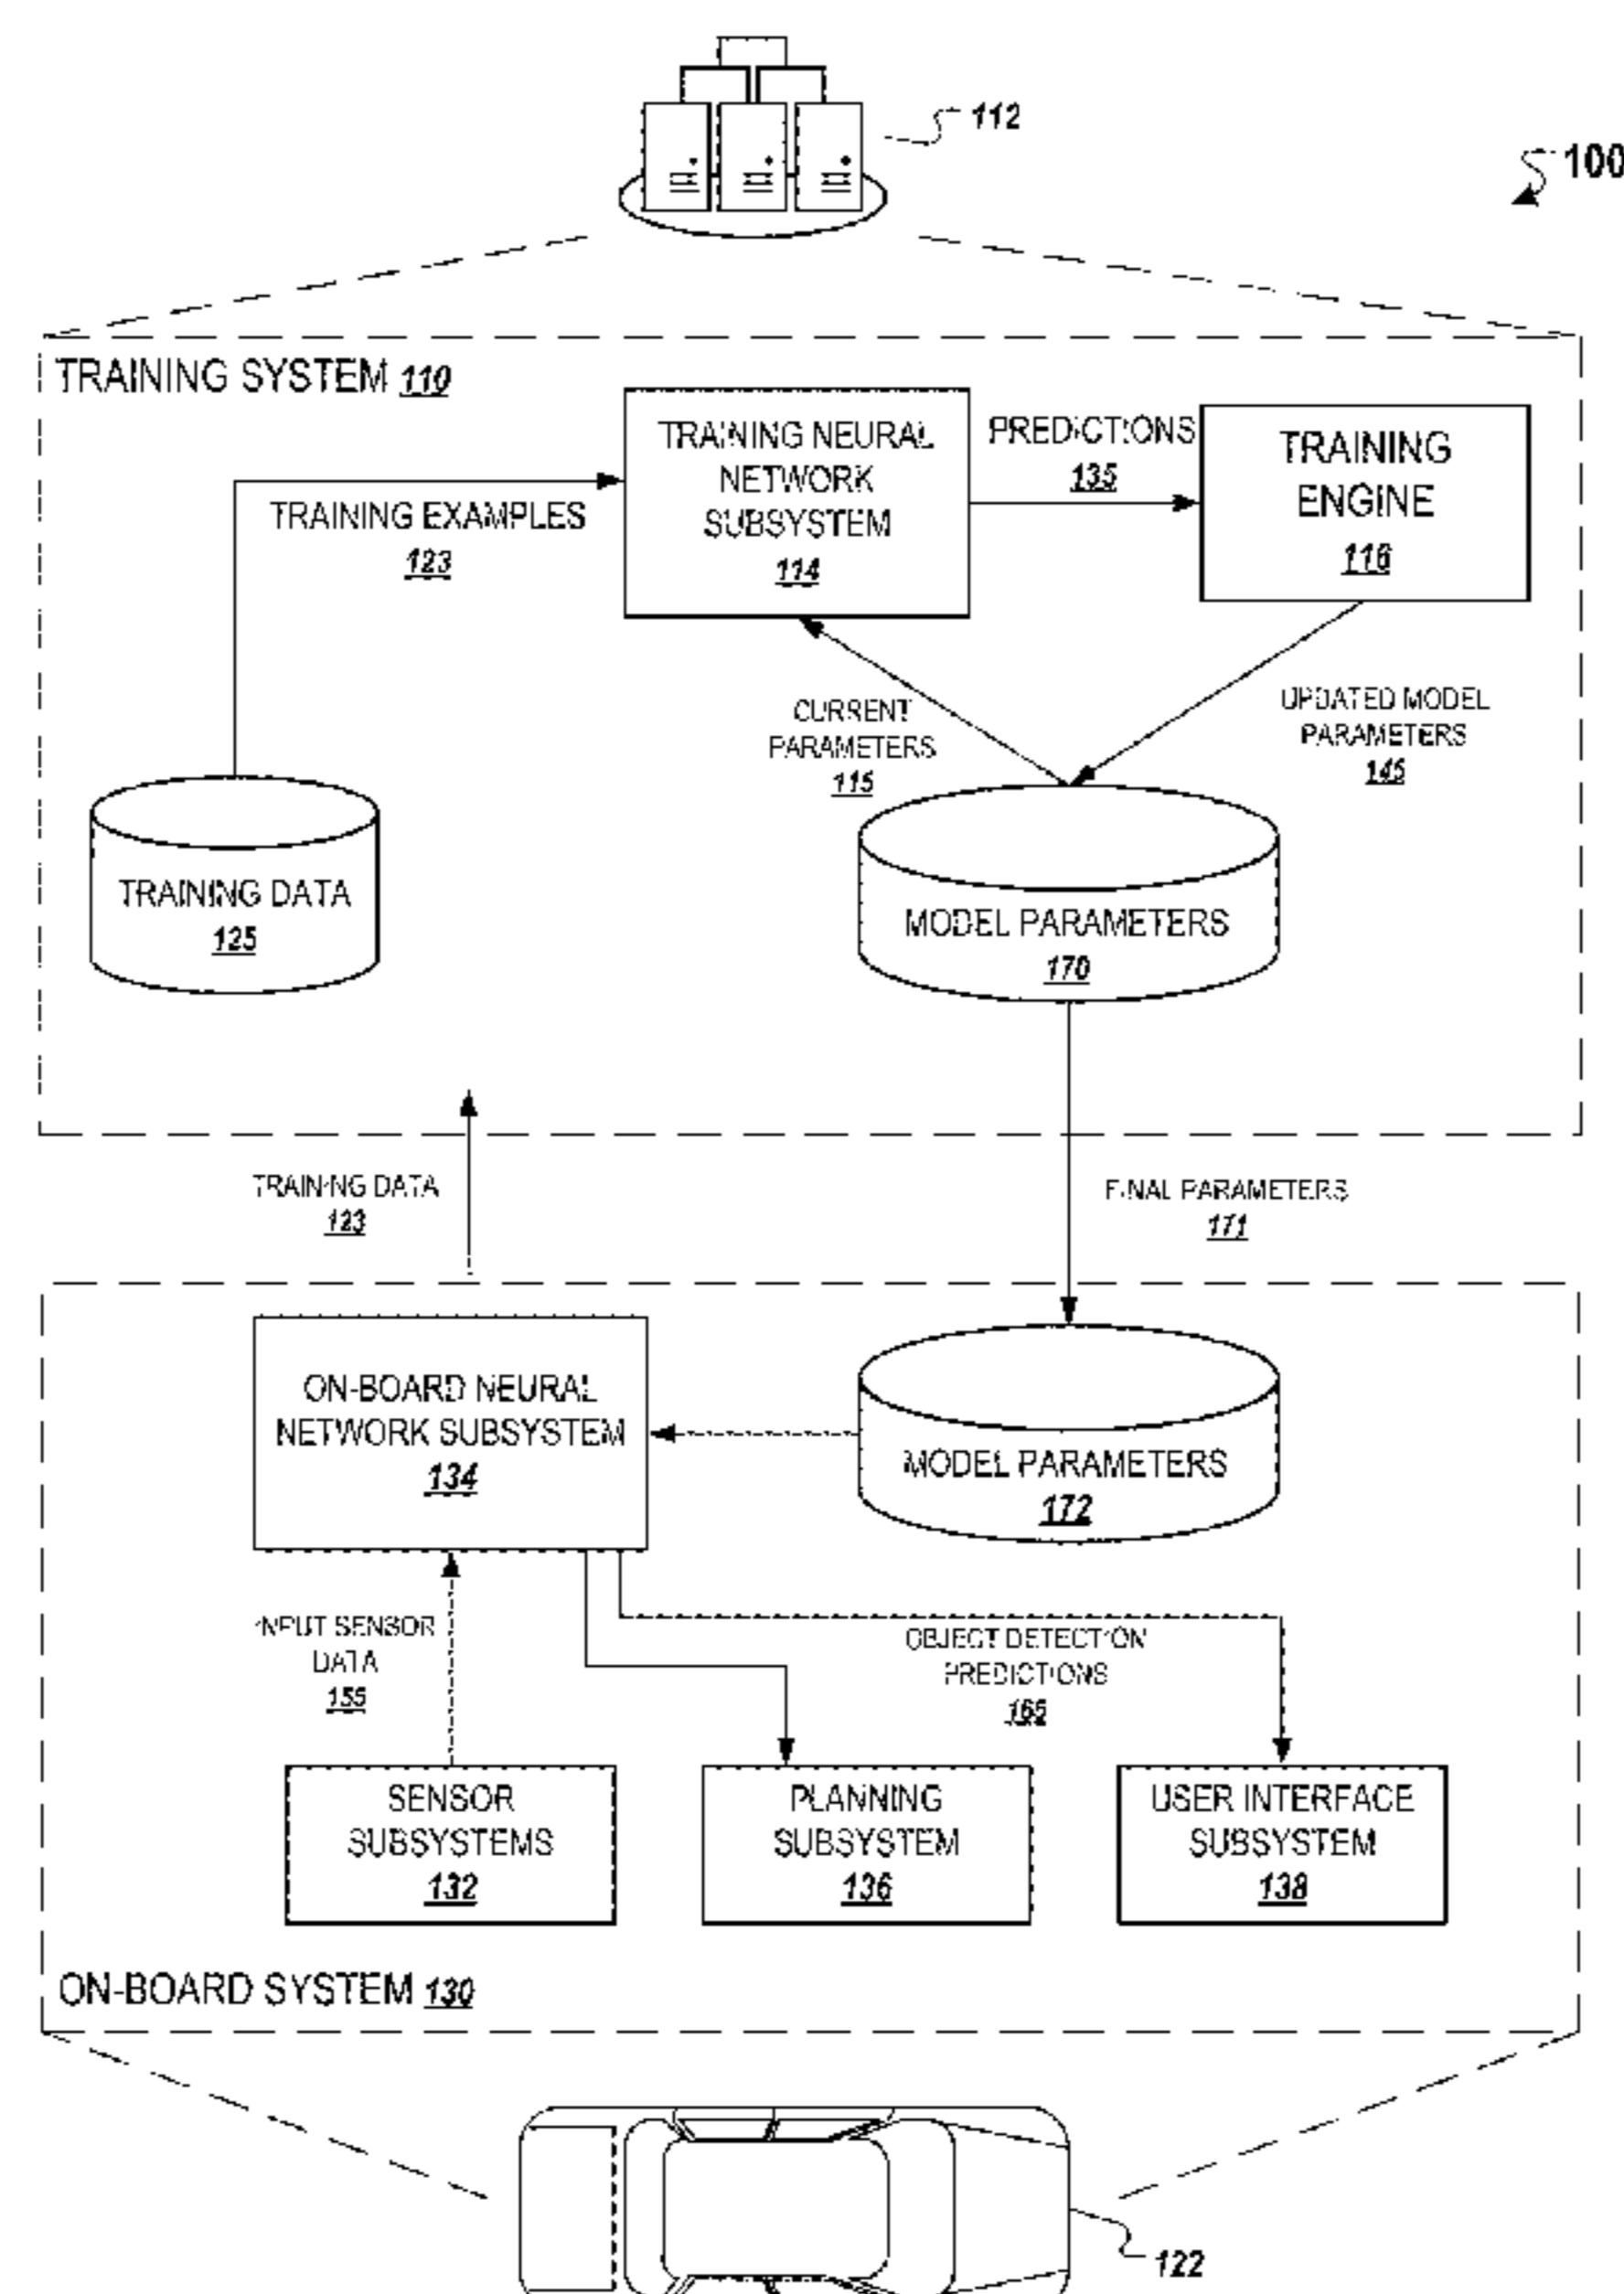 112
100
TRAINING SYSTEM 110
TRAINING NEURAL
NETWORK
SUBSYSTEM
114
PREDICTIONS
135
TRAINING
ENGINE
116
TRAINING EXAMPLES
123
CURRENT
PARAMETERS
115
UPDATED MODEL
PARAMETERS
145
TRAINING DATA
125
MODEL PARAMETERS
170
TRAINING DATA
123
FINAL PARAMETERS
171
ON-BOARD NEURAL
NETWORK SUBSYSTEM
134
MODEL PARAMETERS
172
INPUT SENSOR
DATA
155
OBJECT DETECTION
PREDICTIONS
165
SENSOR
SUBSYSTEMS
132
PLANNING
SUBSYSTEM
136
USER INTERFACE
SUBSYSTEM
138
ON-BOARD SYSTEM 130
122